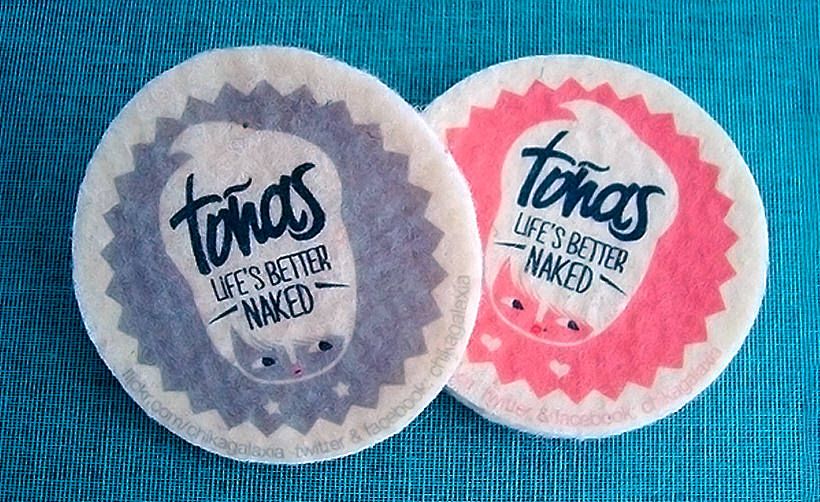 toñas
LIFE'S BETTER
NAKED
flickr.com/chikagalaxia twitter & facebook: chikagalaxia
toñas
LIFE'S BETTER
NAKED
twitter & facebook: chikagalaxia